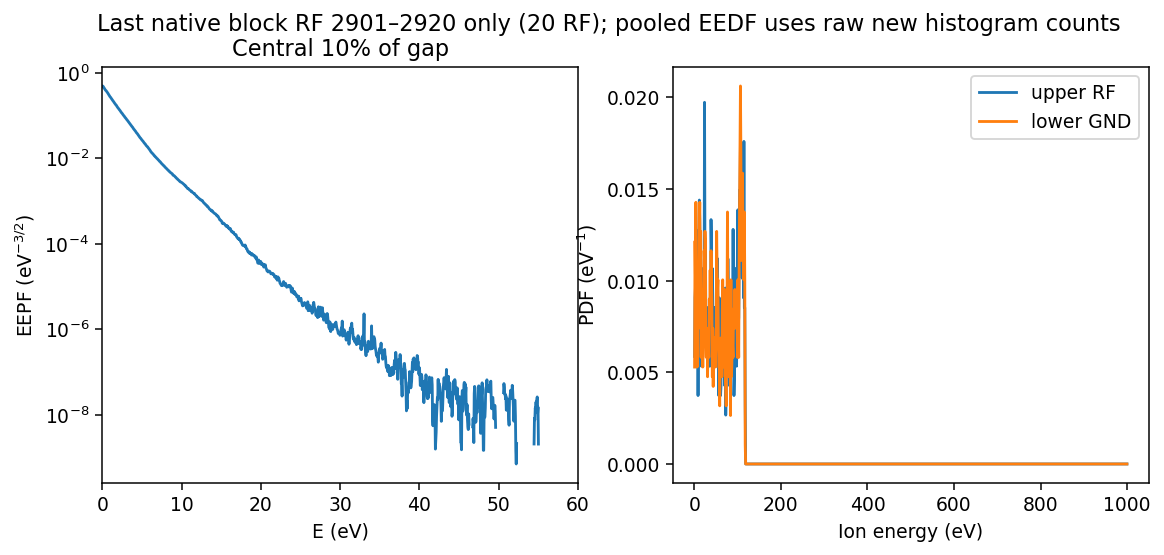 Last native block RF 2901–2920 only (20 RF); pooled EEDF uses raw new histogram counts
Central 10% of gap
EEPF (eV⁻³/²)
10⁰
10⁻²
10⁻⁴
10⁻⁶
10⁻⁸
0 10 20 30 40 50 60
E (eV)
PDF (eV⁻¹)
0.020
0.015
0.010
0.005
0.000
upper RF
lower GND
0 200 400 600 800 1000
Ion energy (eV)